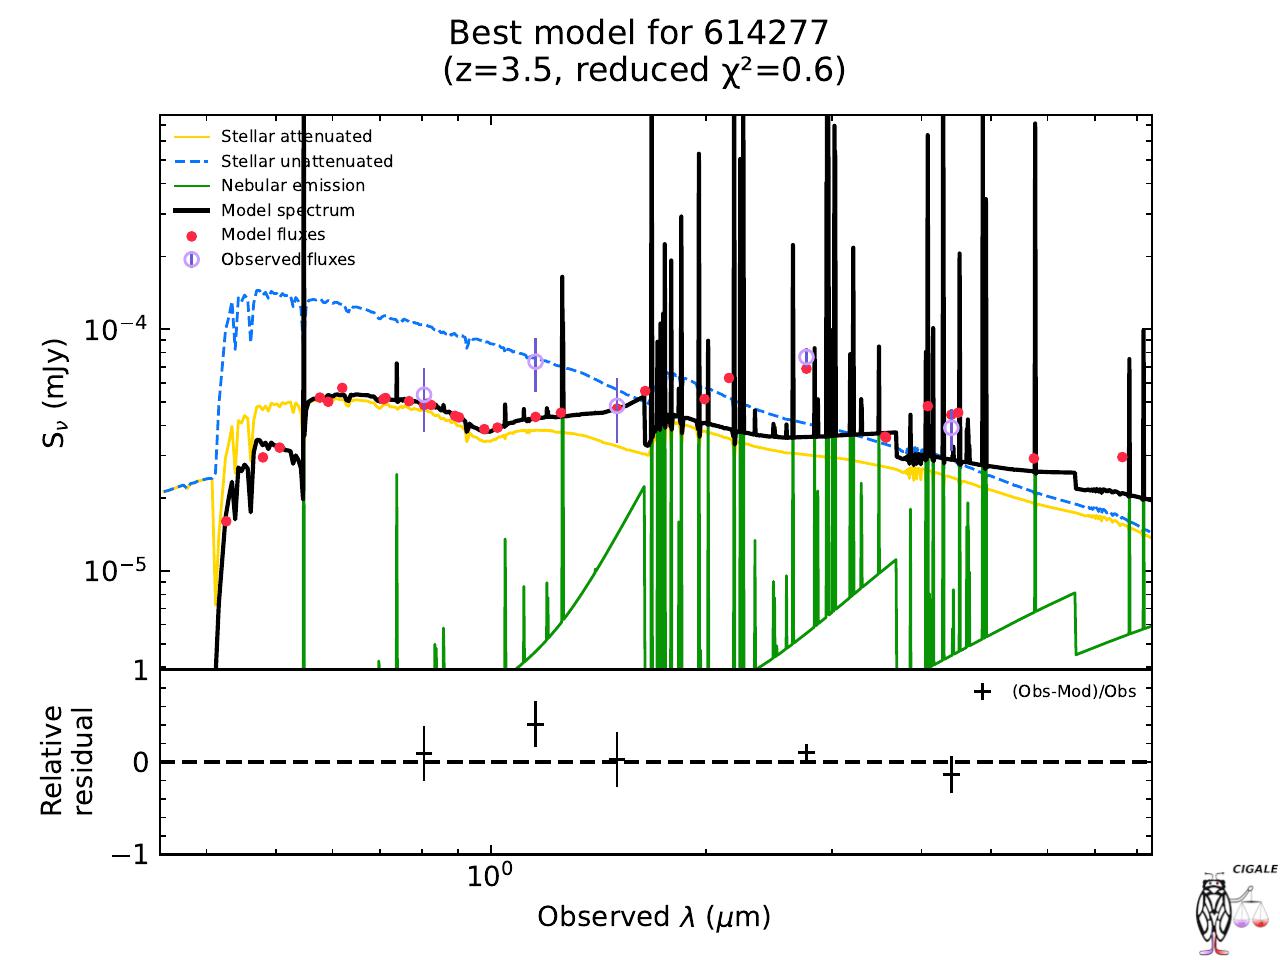 Best model for 614277
(z=3.5, reduced χ²=0.6)
Stellar attenuated
Stellar unattenuated
Nebular emission
Model spectrum
Model fluxes
Observed fluxes
10⁻⁴
10⁻⁵
S_ν (mJy)
1
0
−1
Relative
residual
(Obs-Mod)/Obs
10⁰
Observed λ (μm)
CIGALE